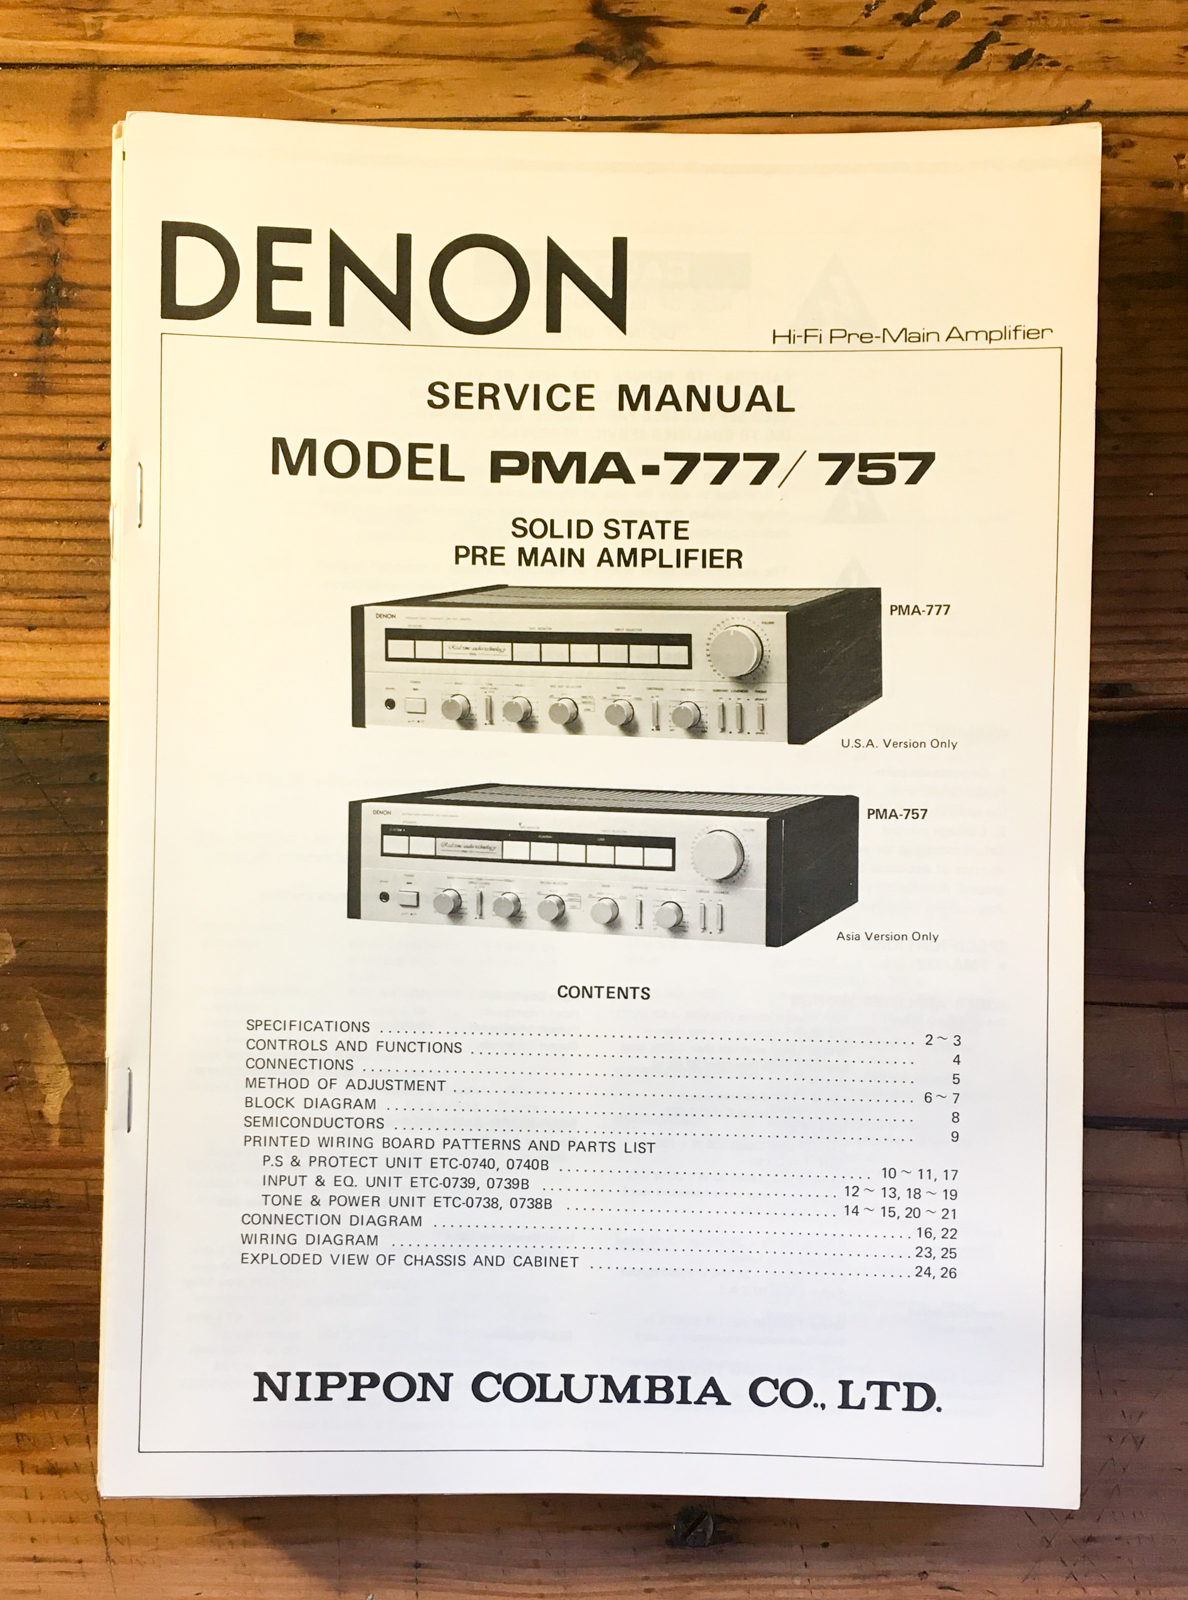 DENON
Hi-Fi Pre-Main Amplifier
SERVICE MANUAL
MODEL PMA-777/757
SOLID STATE
PRE MAIN AMPLIFIER
DENON
PMA-777
U.S.A. Version Only
DENON
PMA-757
Asia Version Only
CONTENTS
SPECIFICATIONS 2~3
CONTROLS AND FUNCTIONS 4
CONNECTIONS 5
METHOD OF ADJUSTMENT 6~7
BLOCK DIAGRAM 8
SEMICONDUCTORS 9
PRINTED WIRING BOARD PATTERNS AND PARTS LIST
P.S & PROTECT UNIT ETC-0740, 0740B 10~11, 17
INPUT & EQ. UNIT ETC-0739, 0739B 12~13, 18~19
TONE & POWER UNIT ETC-0738, 0738B 14~15, 20~21
CONNECTION DIAGRAM 16, 22
WIRING DIAGRAM 23, 25
EXPLODED VIEW OF CHASSIS AND CABINET 24, 26
NIPPON COLUMBIA CO., LTD.